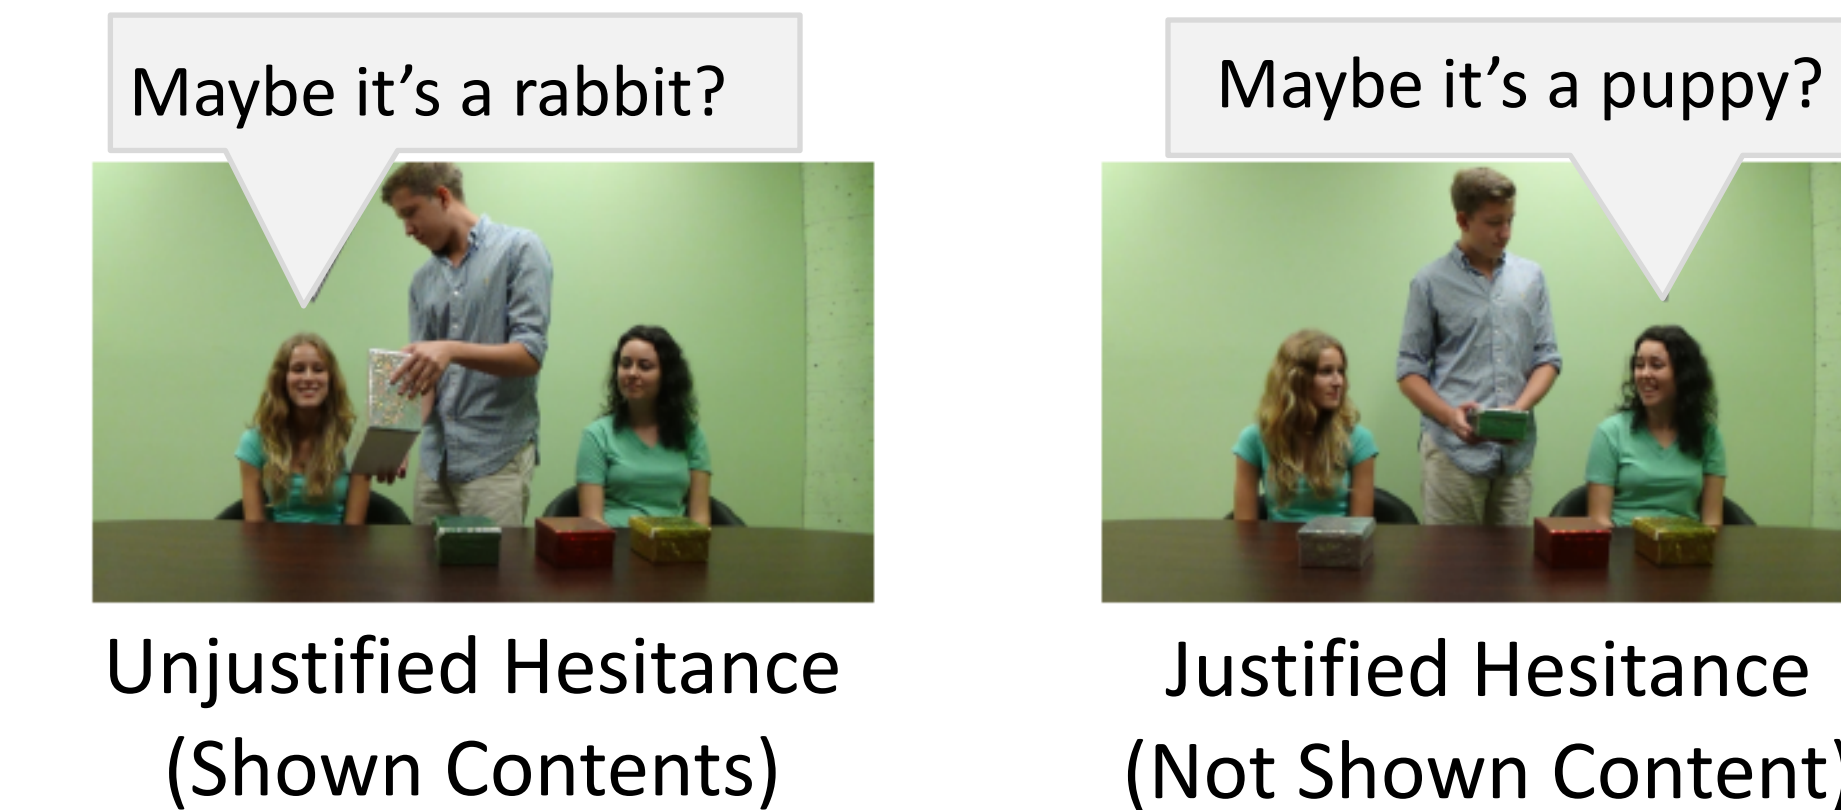 Maybe it’s a rabbit?
Maybe it’s a puppy?
Unjustified Hesitance
(Shown Contents)
Justified Hesitance
(Not Shown Content)